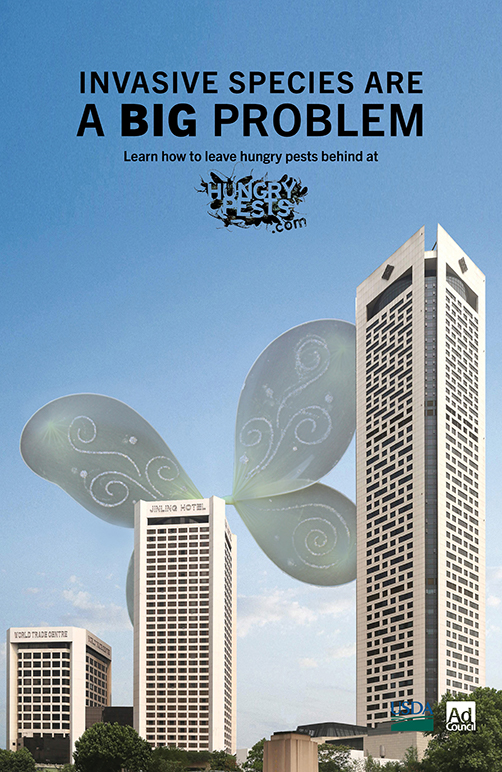 INVASIVE SPECIES ARE
A BIG PROBLEM
Learn how to leave hungry pests behind at
HUNGRY
PESTS
.com
JINLING HOTEL
WORLD TRADE CENTRE
USDA
Ad
Council